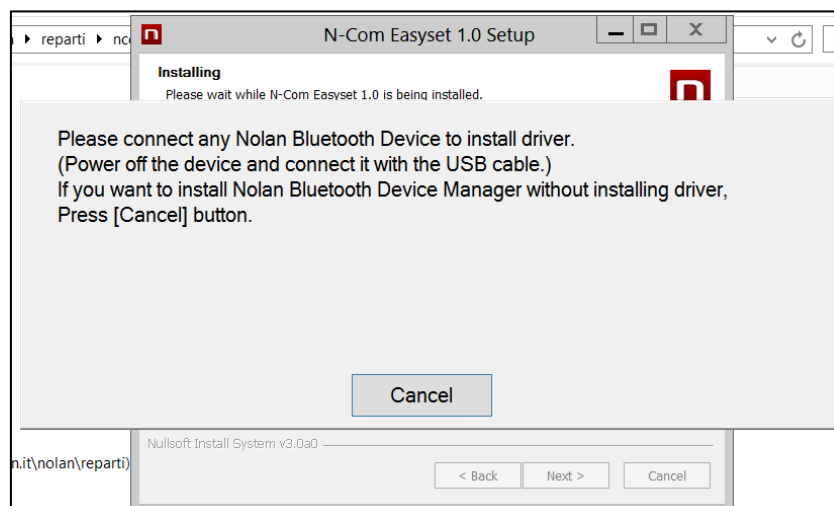 reparti
N-Com Easyset 1.0 Setup
Installing
Please wait while N-Com Easyset 1.0 is being installed.
Please connect any Nolan Bluetooth Device to install driver.
(Power off the device and connect it with the USB cable.)
If you want to install Nolan Bluetooth Device Manager without installing driver,
Press [Cancel] button.
Cancel
Nullsoft Install System v3.0a0
n.it\nolan\reparti)
< Back Next > Cancel